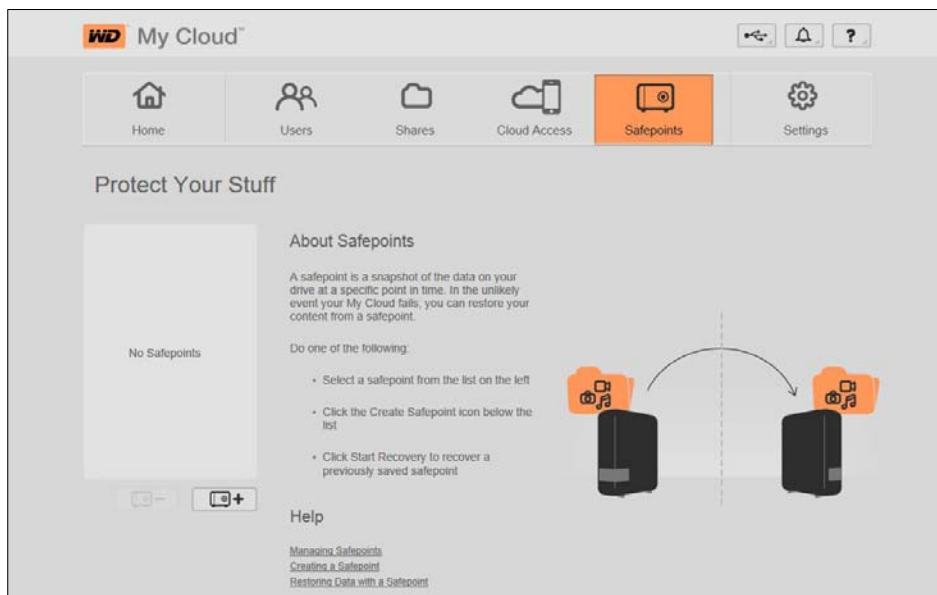 WD My Cloud™
?
Home
Users
Shares
Cloud Access
Safepoints
Settings
Protect Your Stuff
No Safepoints
About Safepoints
A safepoint is a snapshot of the data on your
drive at a specific point in time. In the unlikely
event your My Cloud fails, you can restore your
content from a safepoint.
Do one of the following:
• Select a safepoint from the list on the left
• Click the Create Safepoint icon below the
list
• Click Start Recovery to recover a
previously saved safepoint
Help
Managing Safepoints
Creating a Safepoint
Restoring Data with a Safepoint